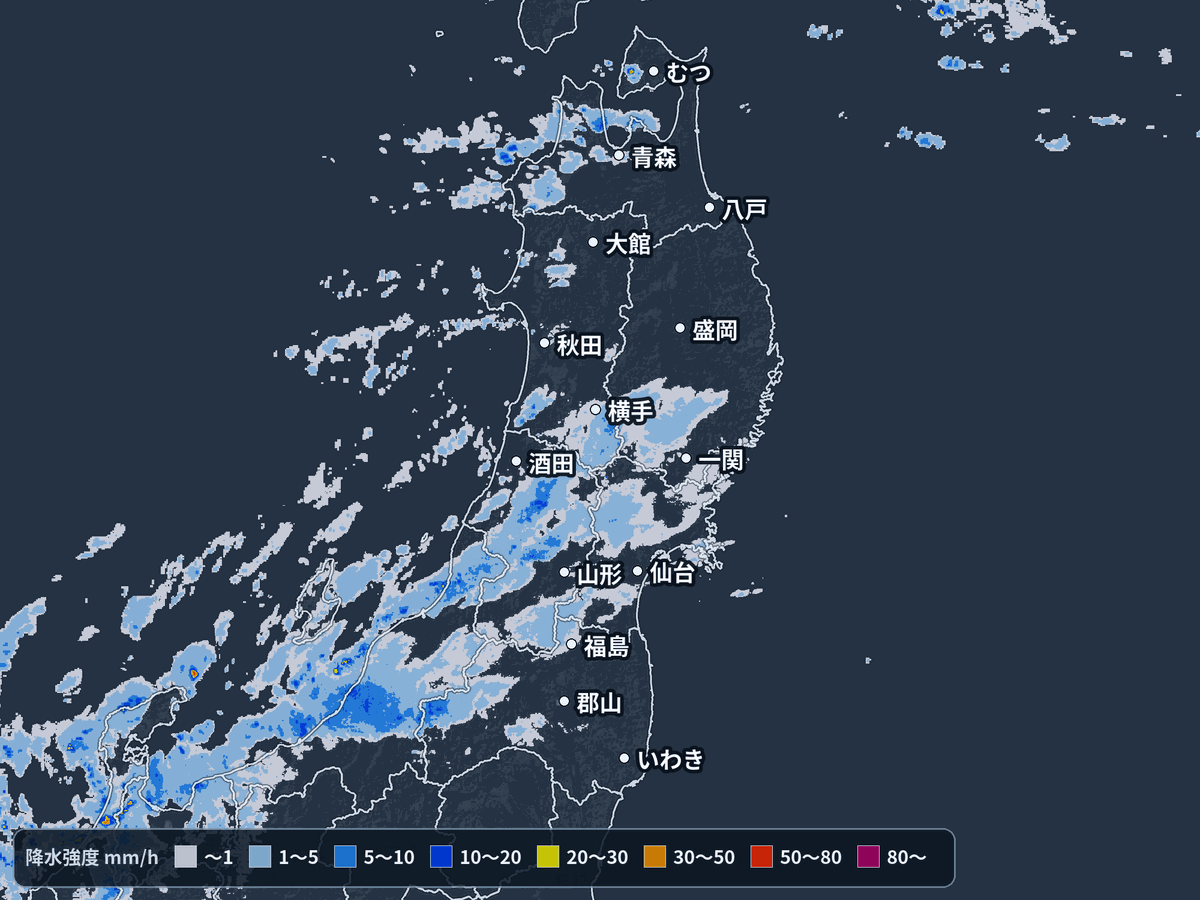 むつ
青森
八戸
大館
盛岡
秋田
横手
一関
酒田
山形
仙台
福島
郡山
いわき
降水強度 mm/h ～1 1～5 5～10 10～20 20～30 30～50 50～80 80～